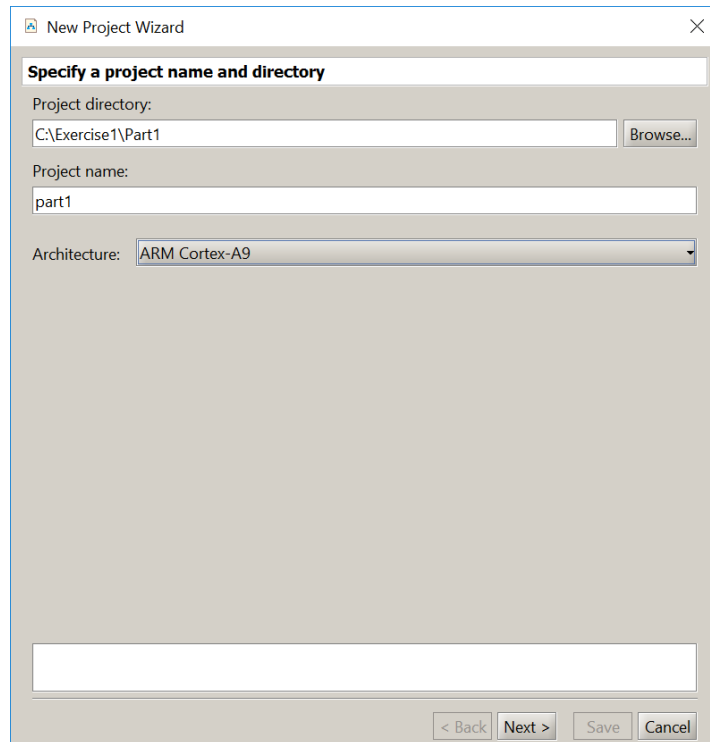 New Project Wizard
Specify a project name and directory
Project directory:
C:\Exercise1\Part1
Browse...
Project name:
part1
Architecture: ARM Cortex-A9
< Back Next > Save Cancel